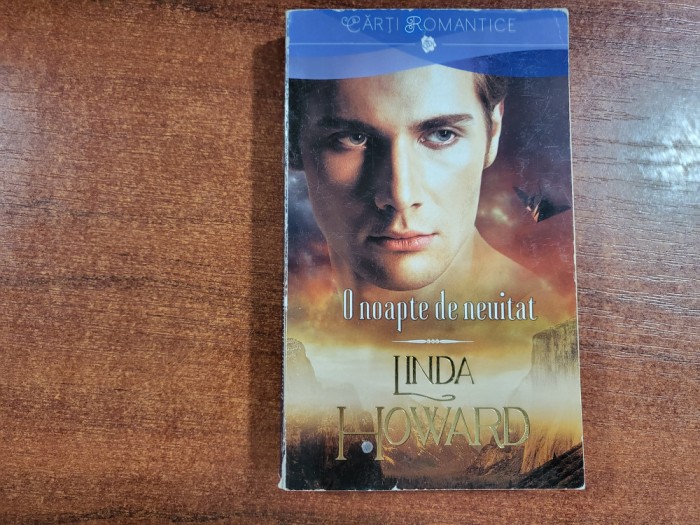 CĂRȚI ROMANTICE
O noapte de neuitat
LINDA
HOWARD